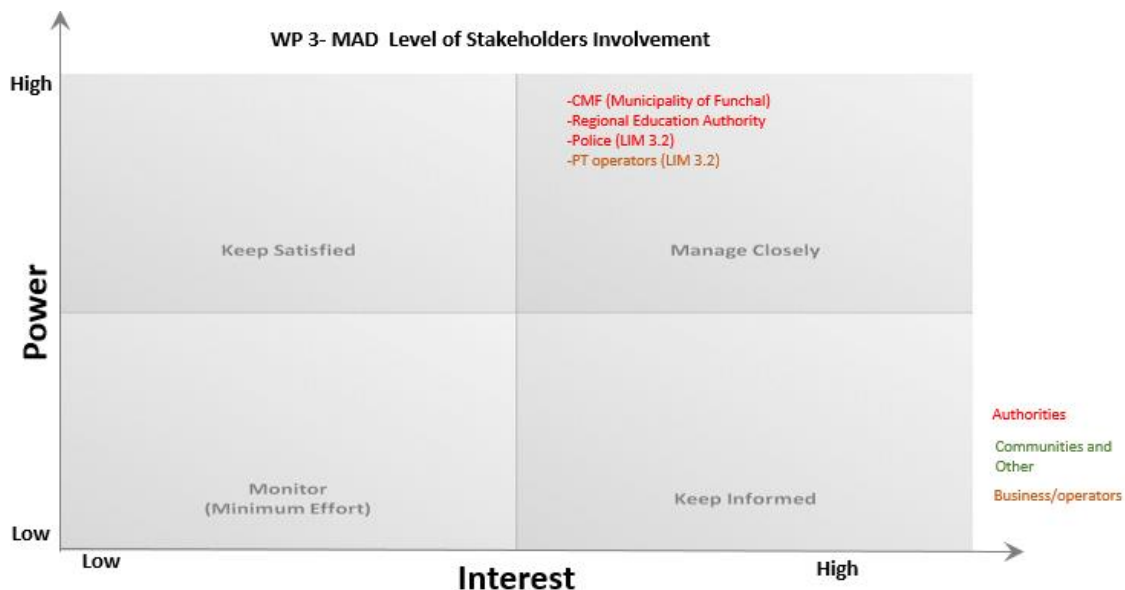 WP 3- MAD Level of Stakeholders Involvement
High
-CMF (Municipality of Funchal)
-Regional Education Authority
-Police (LIM 3.2)
-PT operators (LIM 3.2)
Keep Satisfied
Manage Closely
Power
Authorities
Communities and
Other
Business/operators
Monitor
(Minimum Effort)
Keep Informed
Low
Low
Interest
High